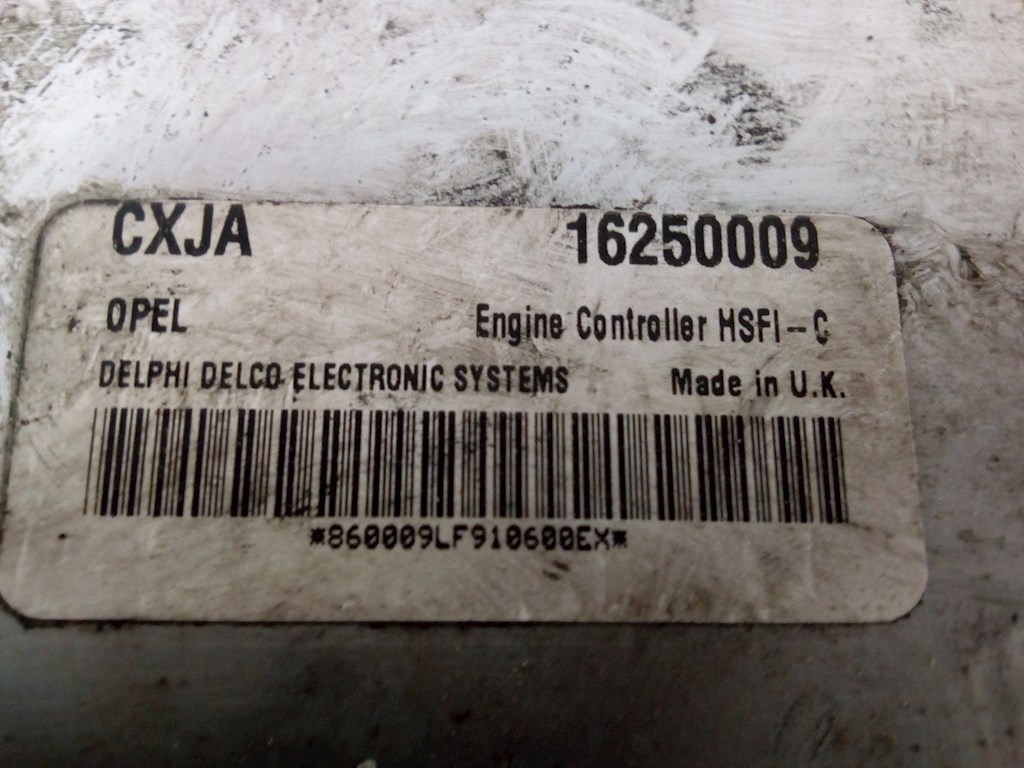 CXJA 16250009
OPEL Engine Controller HSFI-C
DELPHI DELCO ELECTRONIC SYSTEMS Made in U.K.
*860009LF910600EX*